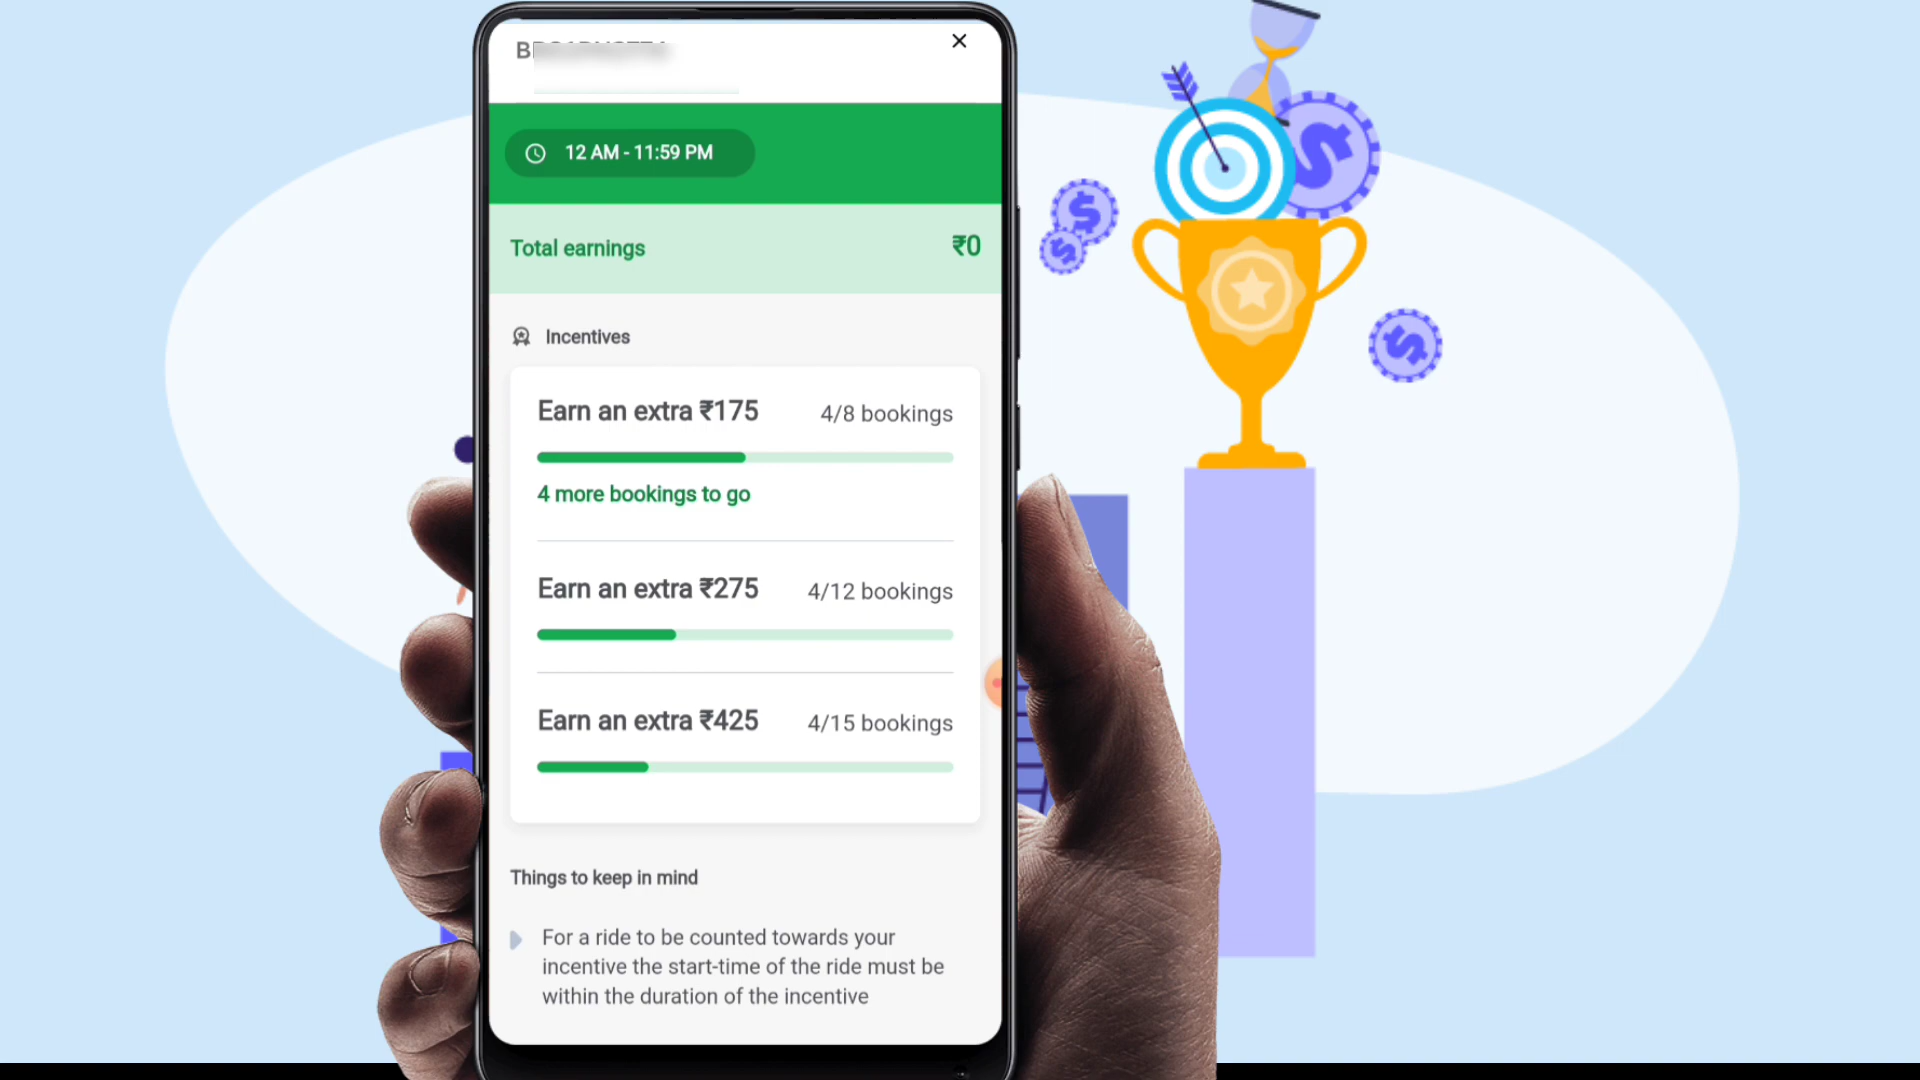 12 AM - 11:59 PM
Total earnings ₹0
Incentives
Earn an extra ₹175 4/8 bookings
4 more bookings to go
Earn an extra ₹275 4/12 bookings
Earn an extra ₹425 4/15 bookings
Things to keep in mind
For a ride to be counted towards your
incentive the start-time of the ride must be
within the duration of the incentive